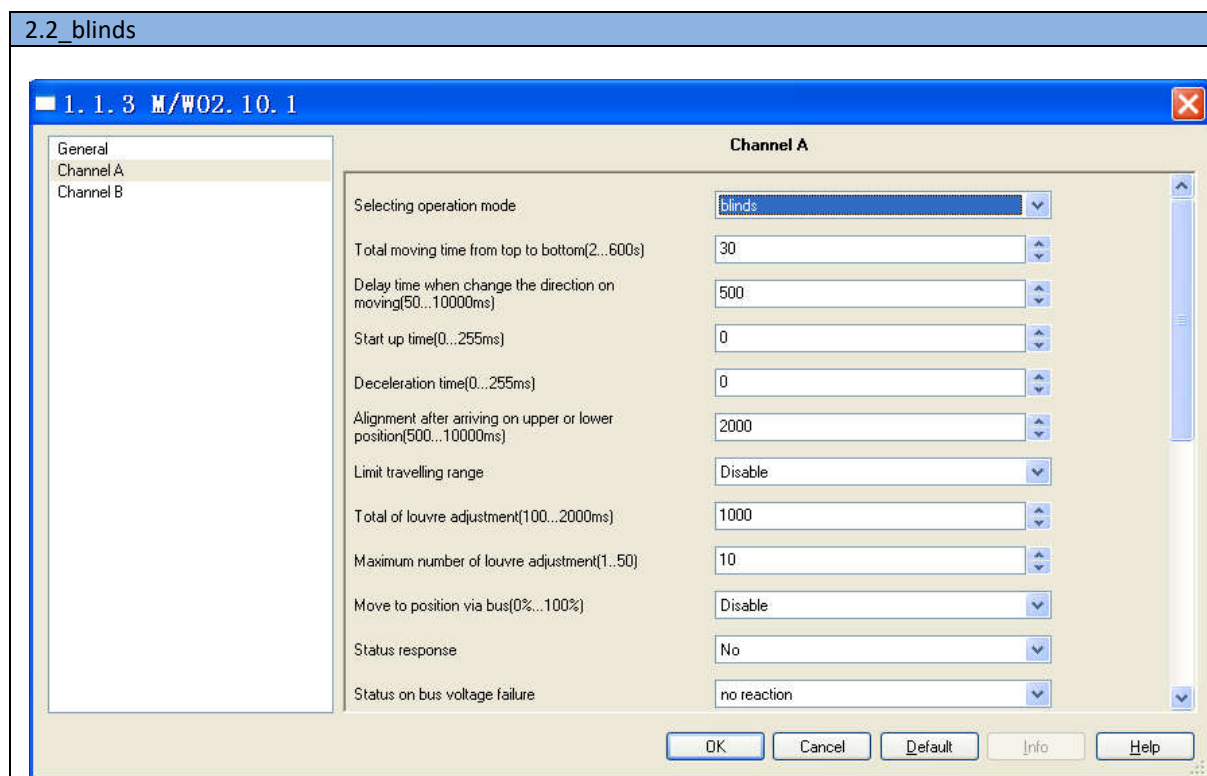 2.2_blinds
1.1.3 M/W02.10.1
General
Channel A
Channel B
Channel A
Selecting operation mode
blinds
Total moving time from top to bottom(2...600s)
30
Delay time when change the direction on
moving(50...10000ms)
500
Start up time(0...255ms)
0
Deceleration time(0...255ms)
0
Alignment after arriving on upper or lower
position(500...10000ms)
2000
Limit travelling range
Disable
Total of louvre adjustment(100...2000ms)
1000
Maximum number of louvre adjustment(1..50)
10
Move to position via bus(0%...100%)
Disable
Status response
No
Status on bus voltage failure
no reaction
OK
Cancel
Default
Info
Help